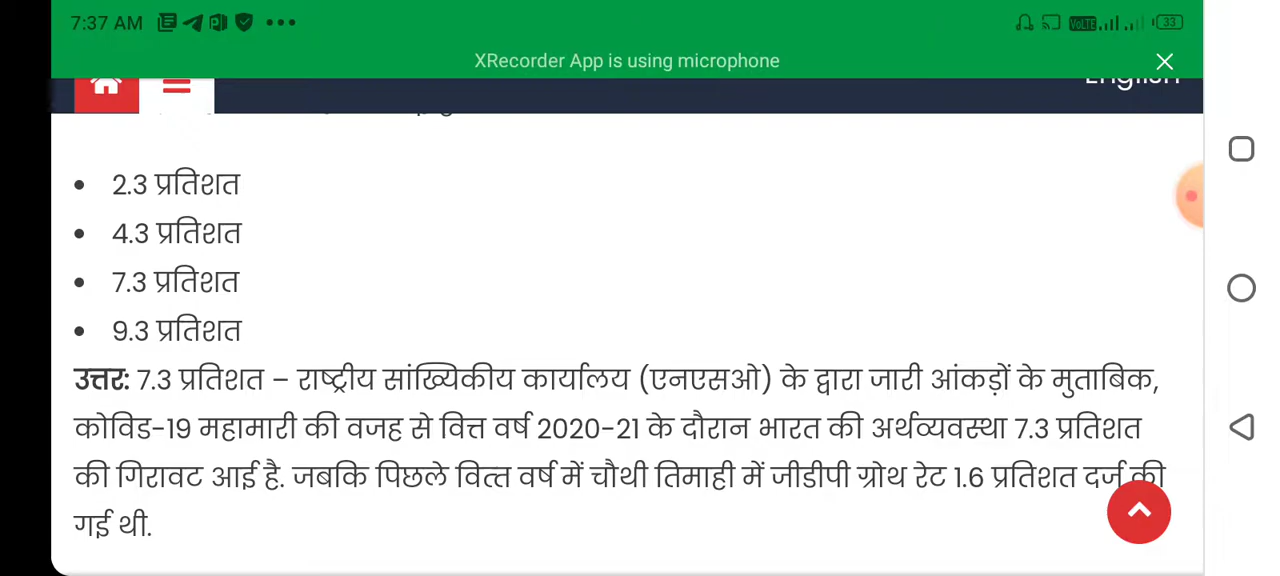 7:37 AM
VoLTE 33
XRecorder App is using microphone
English
2.3 प्रतिशत
4.3 प्रतिशत
7.3 प्रतिशत
9.3 प्रतिशत
उत्तर: 7.3 प्रतिशत – राष्ट्रीय सांख्यिकीय कार्यालय (एनएसओ) के द्वारा जारी आंकड़ों के मुताबिक,
कोविड-19 महामारी की वजह से वित्त वर्ष 2020-21 के दौरान भारत की अर्थव्यवस्था 7.3 प्रतिशत
की गिरावट आई है. जबकि पिछले वित्त वर्ष में चौथी तिमाही में जीडीपी ग्रोथ रेट 1.6 प्रतिशत दर्ज की
गई थी.